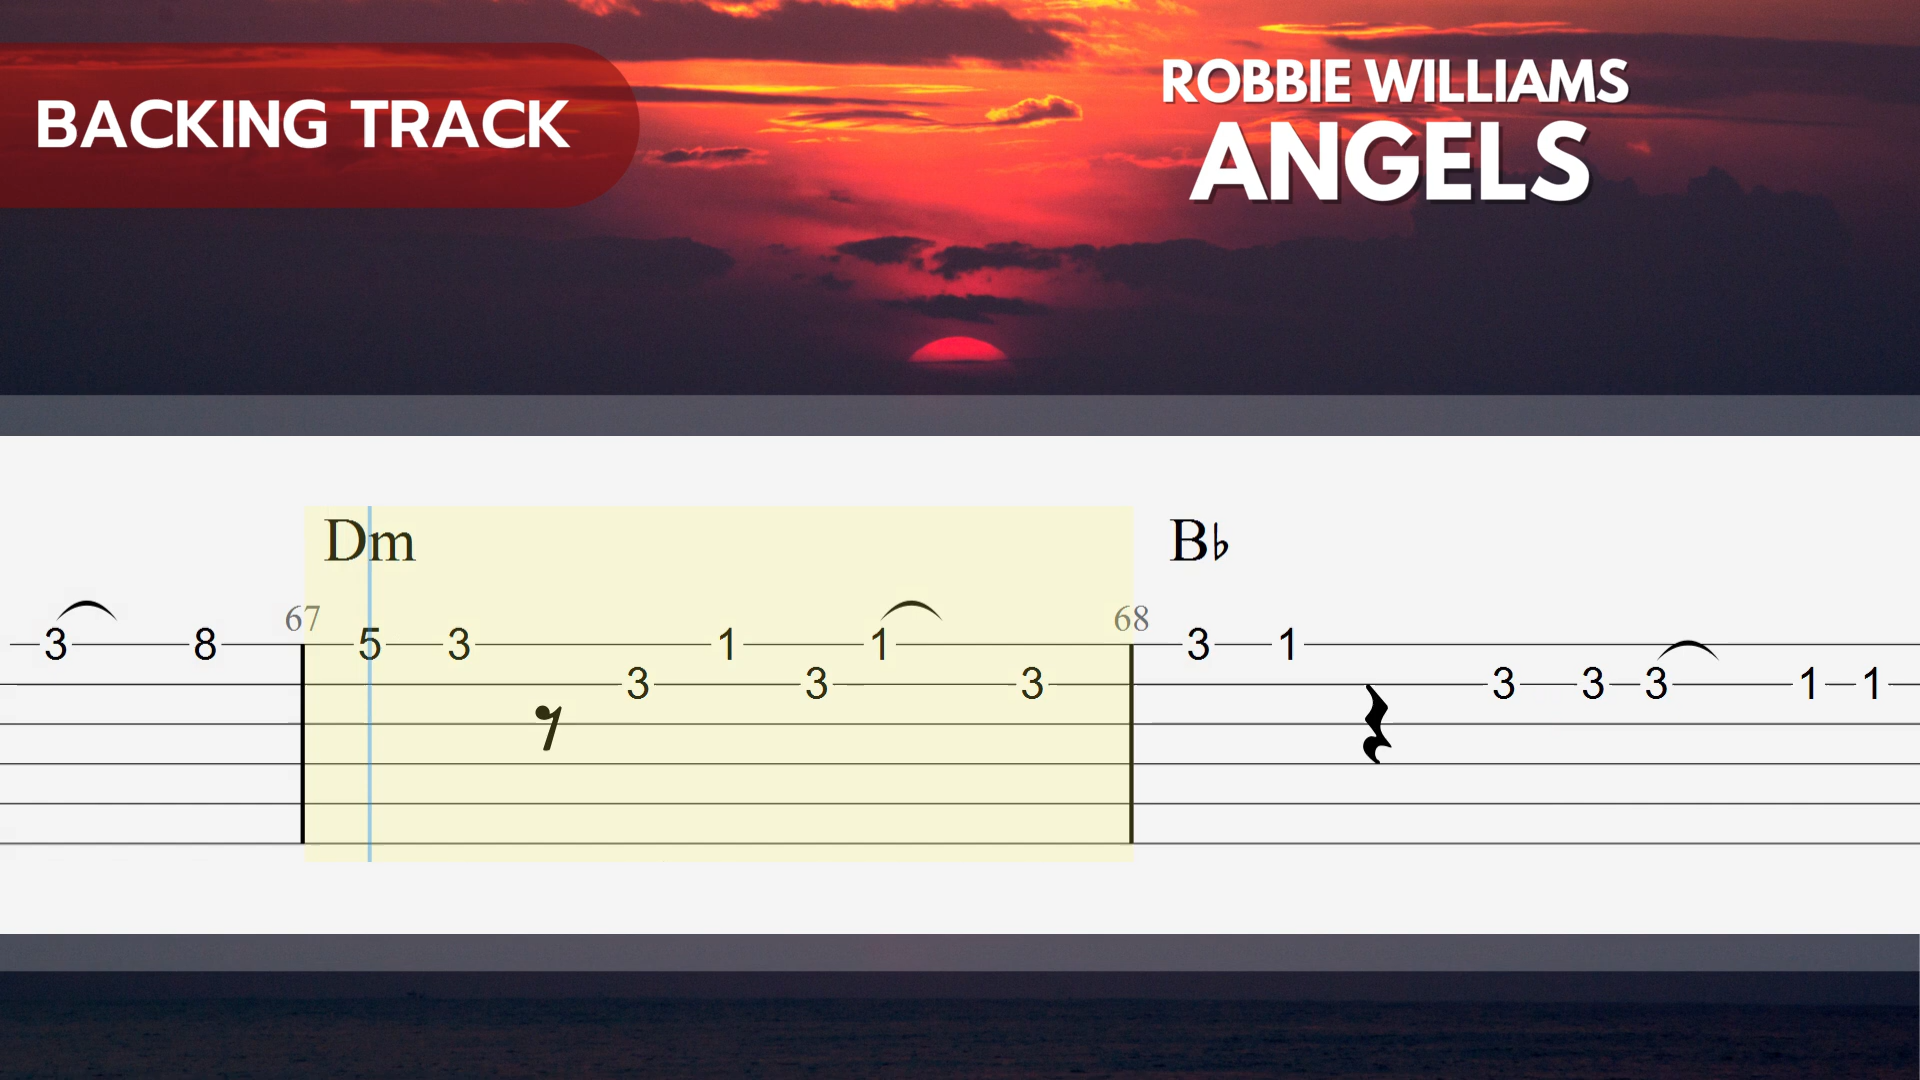 BACKING TRACK
ROBBIE WILLIAMS
ANGELS
Dm B♭
67 68
3 8 5 3 1 1 3 1
3 3 3 3 3 3 1 1